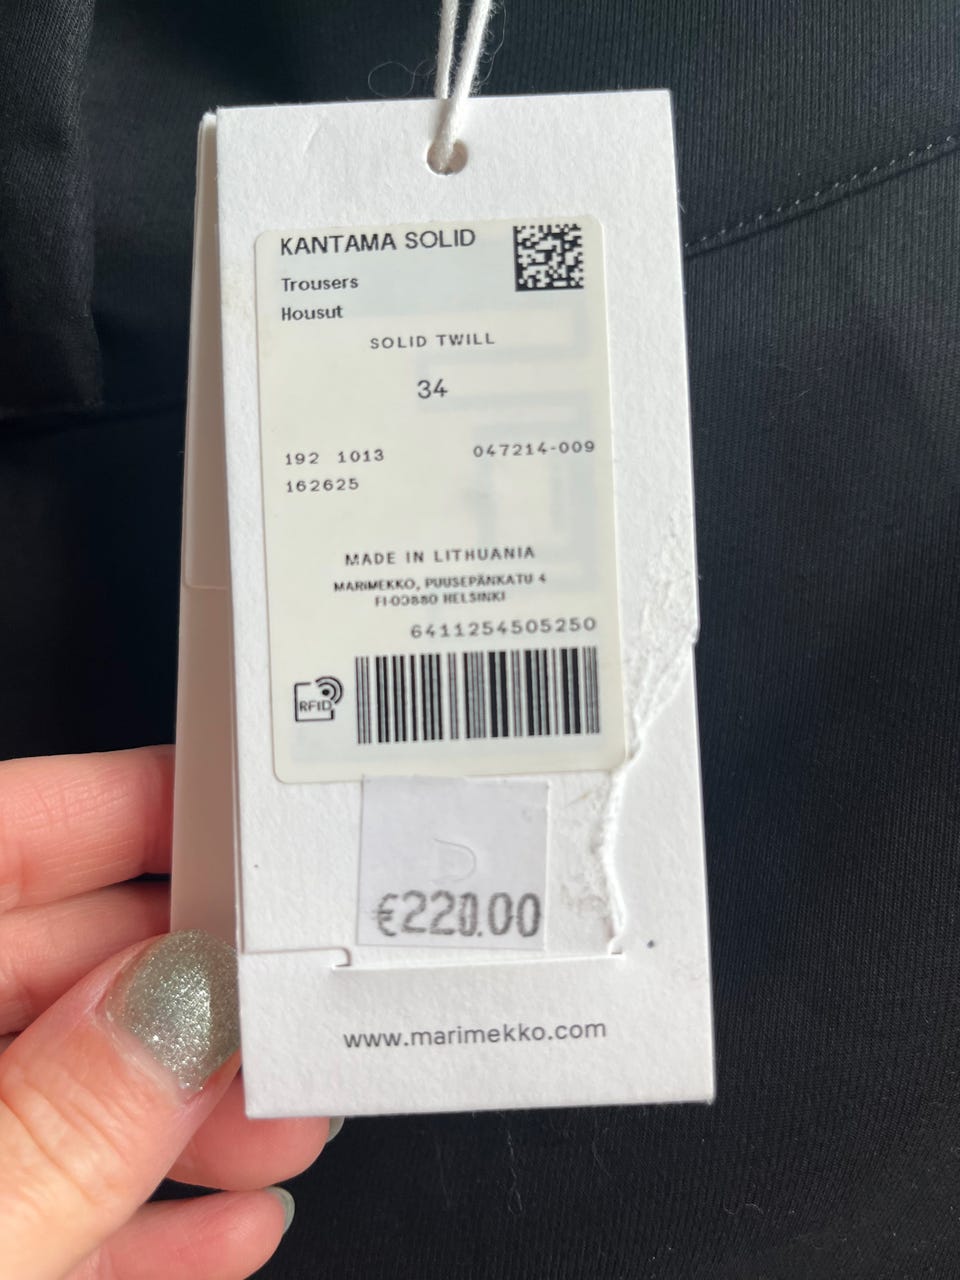 KANTAMA SOLID
Trousers
Housut
SOLID TWILL
34
192 1013 047214-009
162625
MADE IN LITHUANIA
MARIMEKKO, PUUSEPÄNKATU 4
FI-00880 HELSINKI
6411254505250
RFID
€220.00
www.marimekko.com